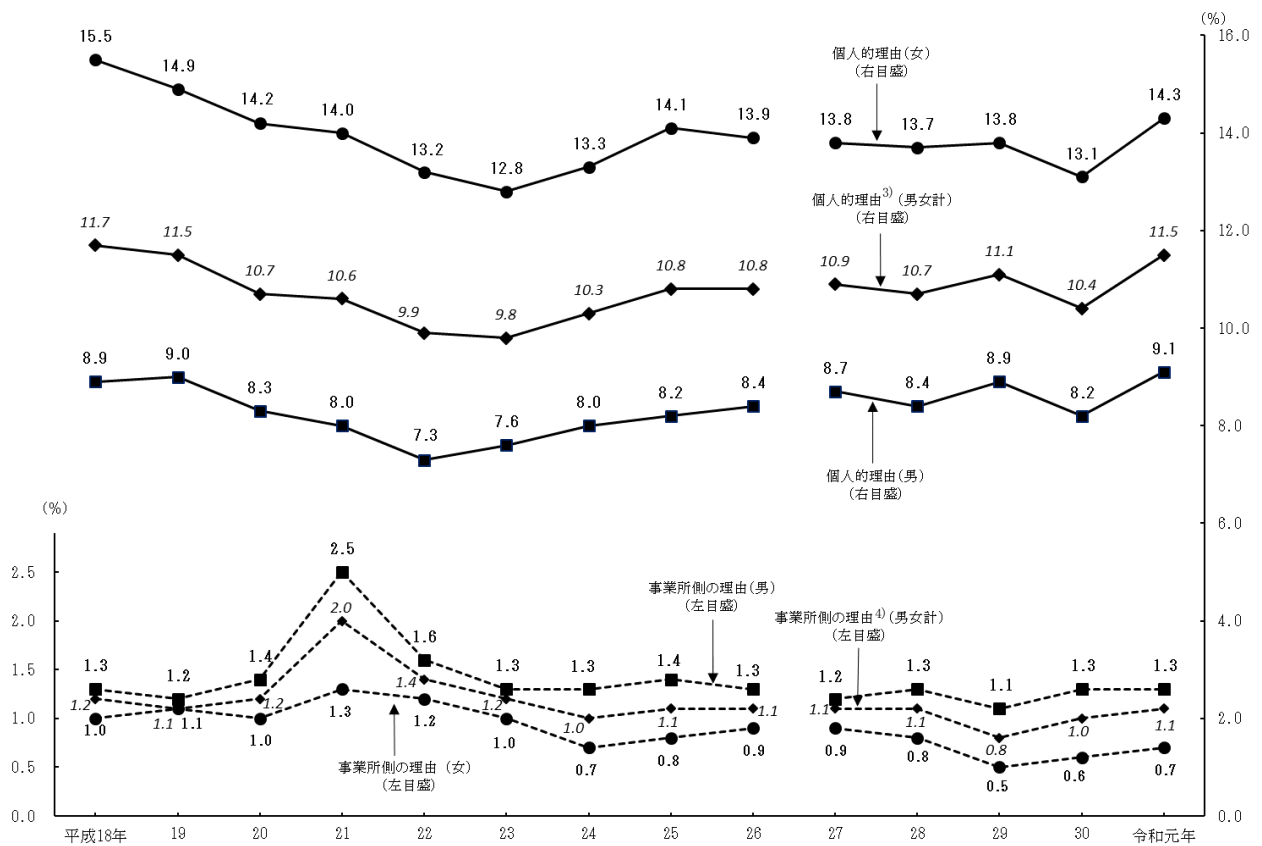 (%)
16.0
14.0
12.0
10.0
8.0
6.0
4.0
2.0
0.0
個人的理由(女)
(右目盛)
15.5 14.9 14.2 14.0 13.2 12.8 13.3 14.1 13.9 13.8 13.7 13.8 13.1 14.3
個人的理由3)(男女計)
(右目盛)
11.7 11.5 10.7 10.6 9.9 9.8 10.3 10.8 10.8 10.9 10.7 11.1 10.4 11.5
8.9 9.0 8.3 8.0 7.3 7.6 8.0 8.2 8.4 8.7 8.4 8.9 8.2 9.1
個人的理由(男)
(右目盛)
(%)
2.5
2.0
1.5
1.0
0.5
0.0
事業所側の理由(男)
(左目盛)
事業所側の理由4)(男女計)
(左目盛)
1.3 1.2 1.4 2.5 1.6 1.3 1.3 1.4 1.3 1.2 1.3 1.1 1.3 1.3
1.2 1.1 1.2 2.0 1.4 1.2 1.0 1.1 1.1 1.1 1.1 0.8 1.0 1.1
1.0 1.1 1.0 1.3 1.2 1.0 0.7 0.8 0.9 0.9 0.8 0.5 0.6 0.7
事業所側の理由(女)
(左目盛)
平成18年 19 20 21 22 23 24 25 26 27 28 29 30 令和元年